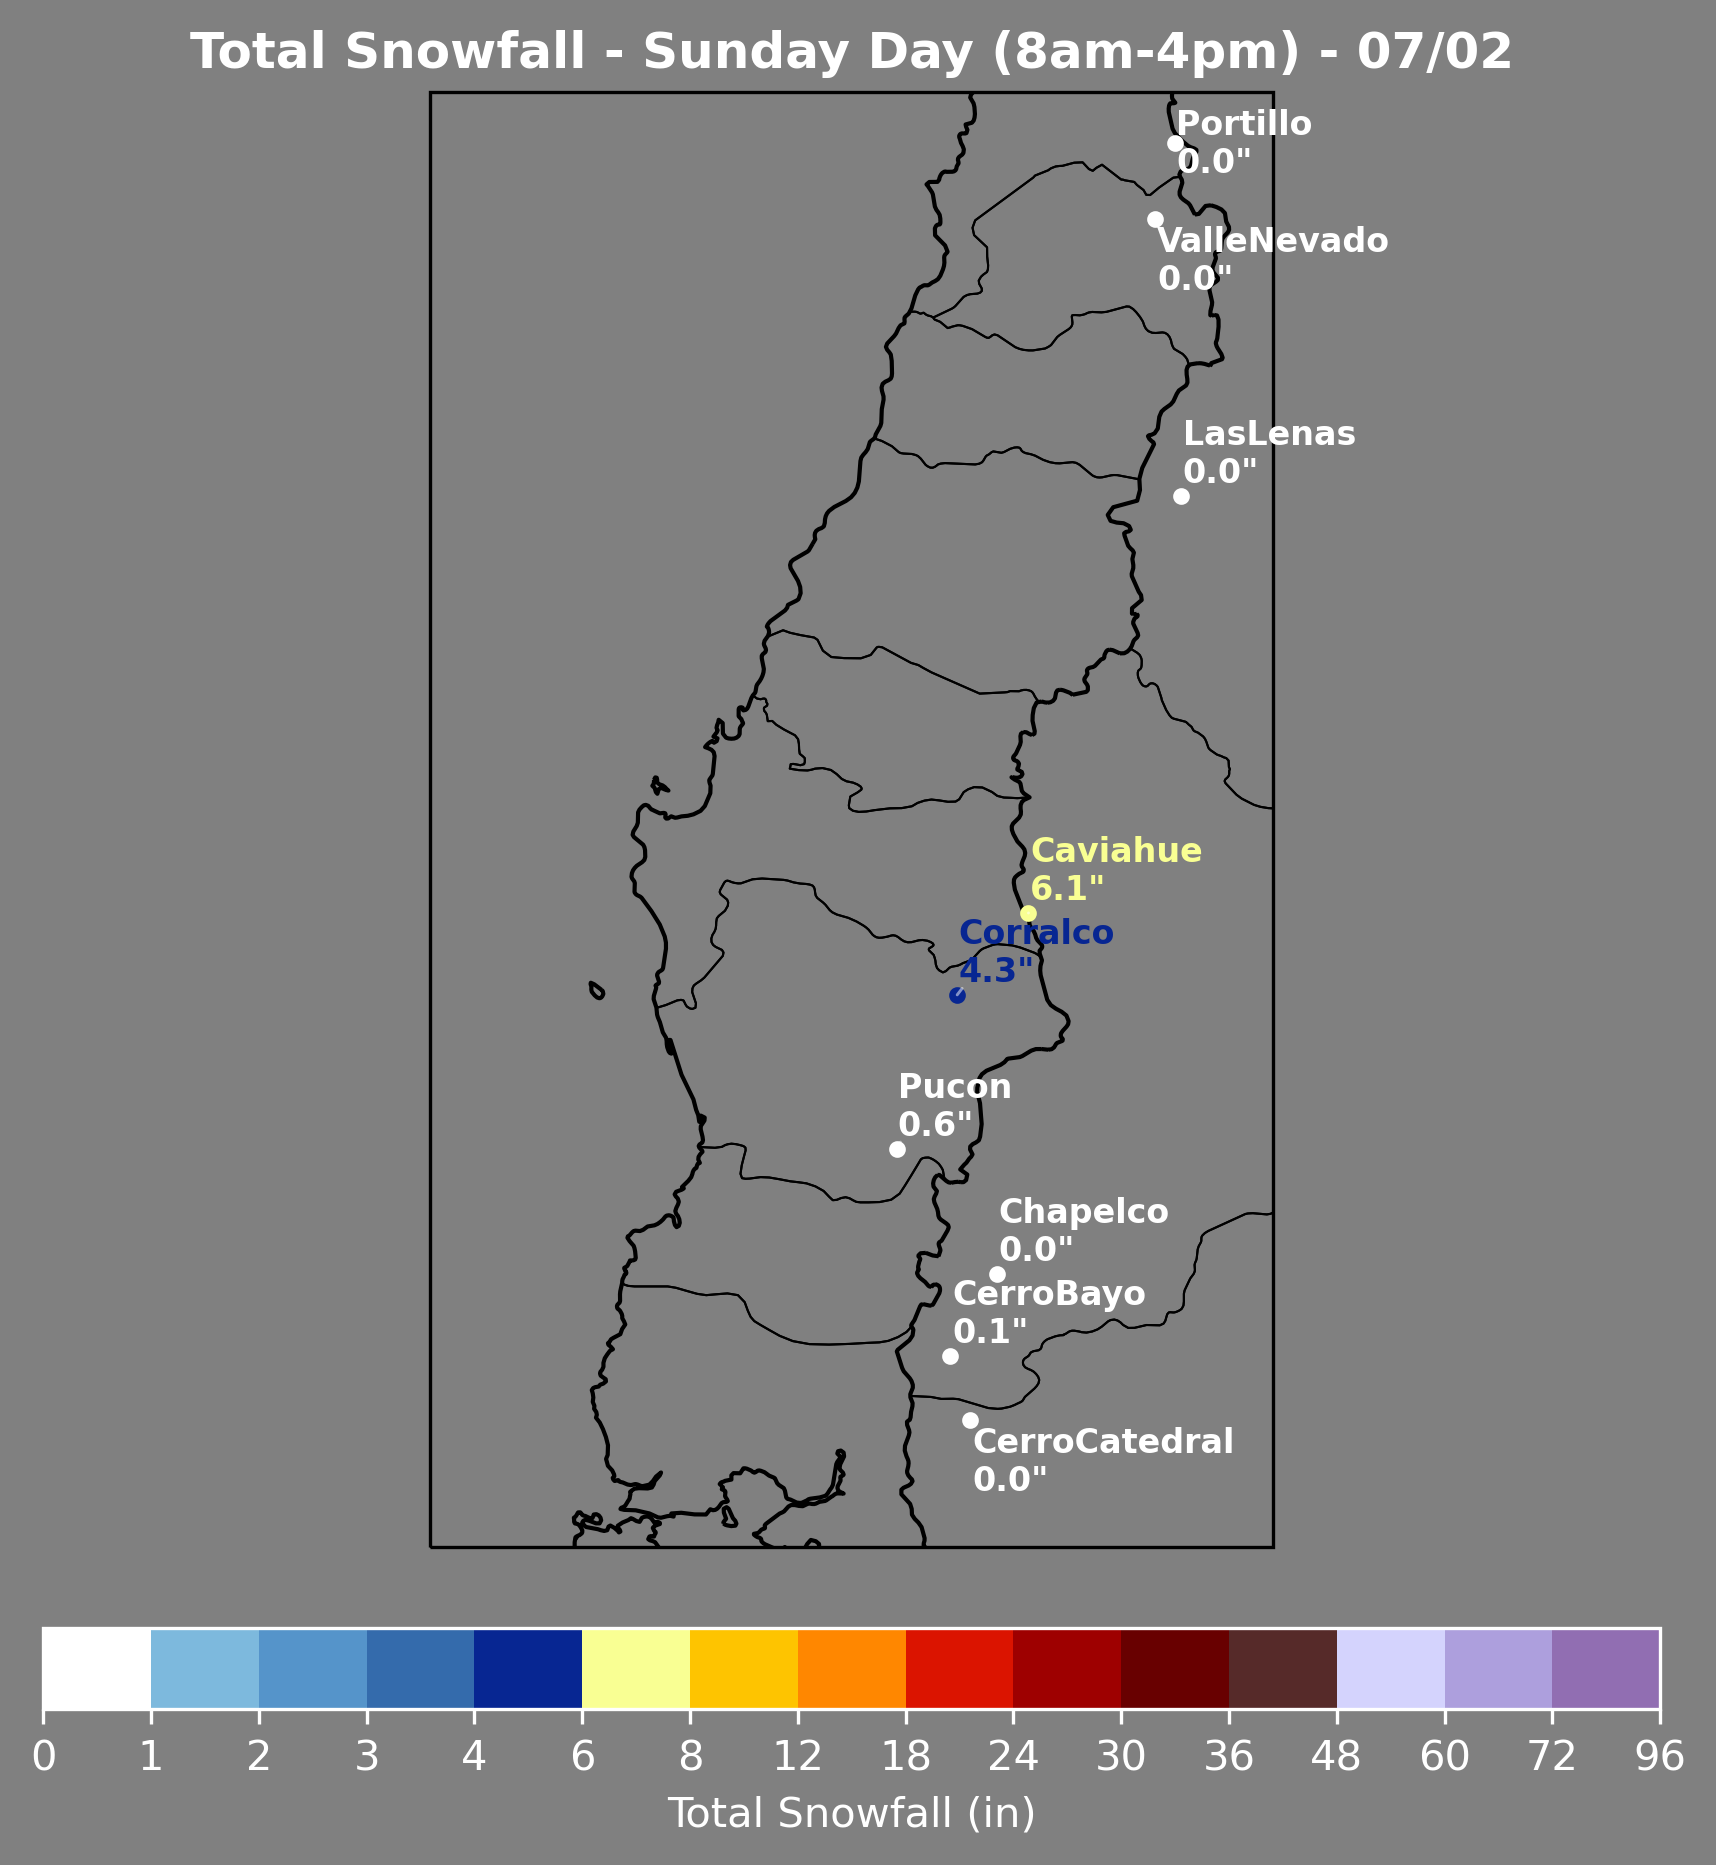 Total Snowfall - Sunday Day (8am-4pm) - 07/02
Portillo
0.0"
ValleNevado
0.0"
LasLenas
0.0"
Caviahue
6.1"
Corralco
4.3"
Pucon
0.6"
Chapelco
0.0"
CerroBayo
0.1"
CerroCatedral
0.0"
0 1 2 3 4 6 8 12 18 24 30 36 48 60 72 96
Total Snowfall (in)